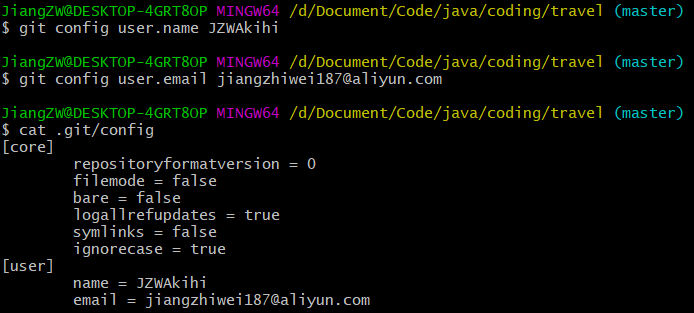 JiangZW@DESKTOP-4GRT8OP MINGW64 /d/Document/Code/java/coding/travel (master)
$ git config user.name JZWAkihi
JiangZW@DESKTOP-4GRT8OP MINGW64 /d/Document/Code/java/coding/travel (master)
$ git config user.email jiangzhiwei187@aliyun.com
JiangZW@DESKTOP-4GRT8OP MINGW64 /d/Document/Code/java/coding/travel (master)
$ cat .git/config
[core]
        repositoryformatversion = 0
        filemode = false
        bare = false
        logallrefupdates = true
        symlinks = false
        ignorecase = true
[user]
        name = JZWAkihi
        email = jiangzhiwei187@aliyun.com